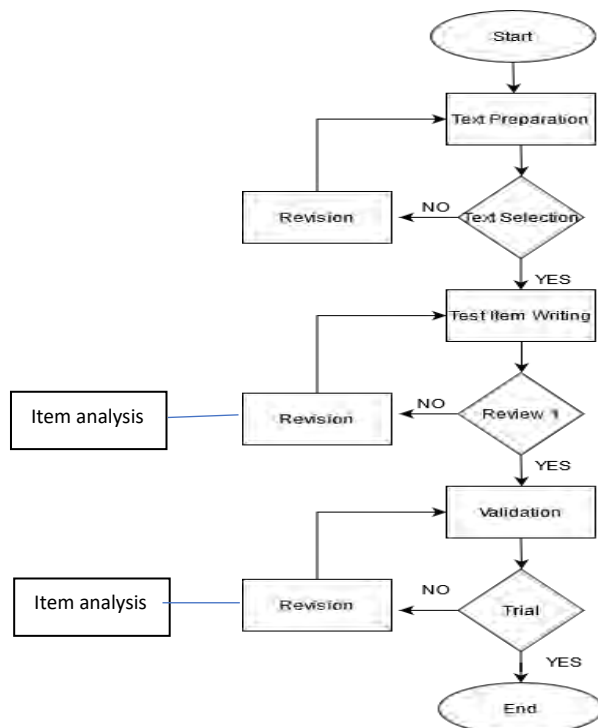 Start
Text Preparation
NO
Revision
Text Selection
YES
Test Item Writing
Item analysis
Revision
NO
Review 1
YES
Validation
Item analysis
Revision
NO
Trial
YES
End